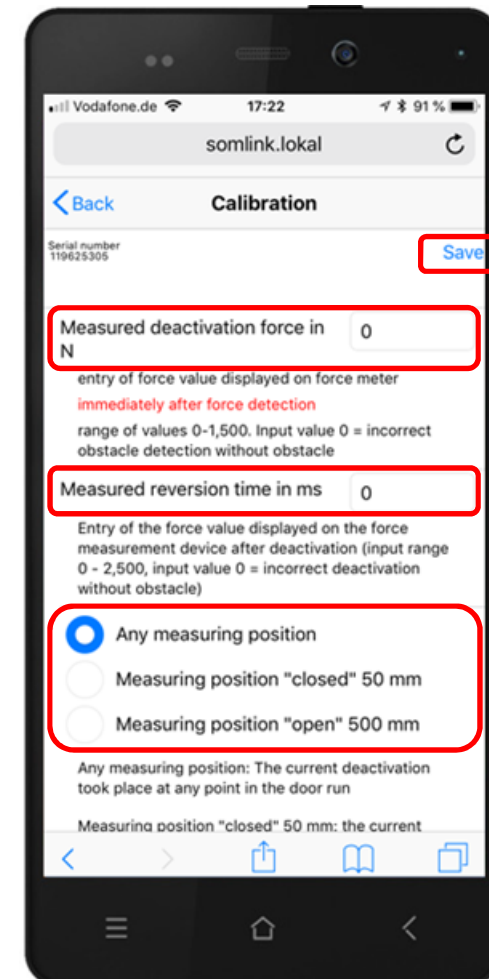 Vodafone.de 17:22 91 %
somlink.lokal
Back Calibration
Serial number
119625305
Save
Measured deactivation force in 0
N
entry of force value displayed on force meter
immediately after force detection
range of values 0-1,500. Input value 0 = incorrect
obstacle detection without obstacle
Measured reversion time in ms 0
Entry of the force value displayed on the force
measurement device after deactivation (input range
0 - 2,500, input value 0 = incorrect deactivation
without obstacle)
Any measuring position
Measuring position "closed" 50 mm
Measuring position "open" 500 mm
Any measuring position: The current deactivation
took place at any point in the door run
Measuring position "closed" 50 mm: the current